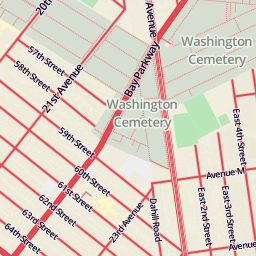 20th
Avenue
Washington
Cemetery
57th Street
21st Avenue
Bay Parkway
58th Street
Washington
Cemetery
East 4th Street
59th Street
60th Street
Avenue M
61st Street
62nd Street
23rd Avenue
Dahill Road
East 2nd Street
East 3rd Street
63rd Street
64th Street